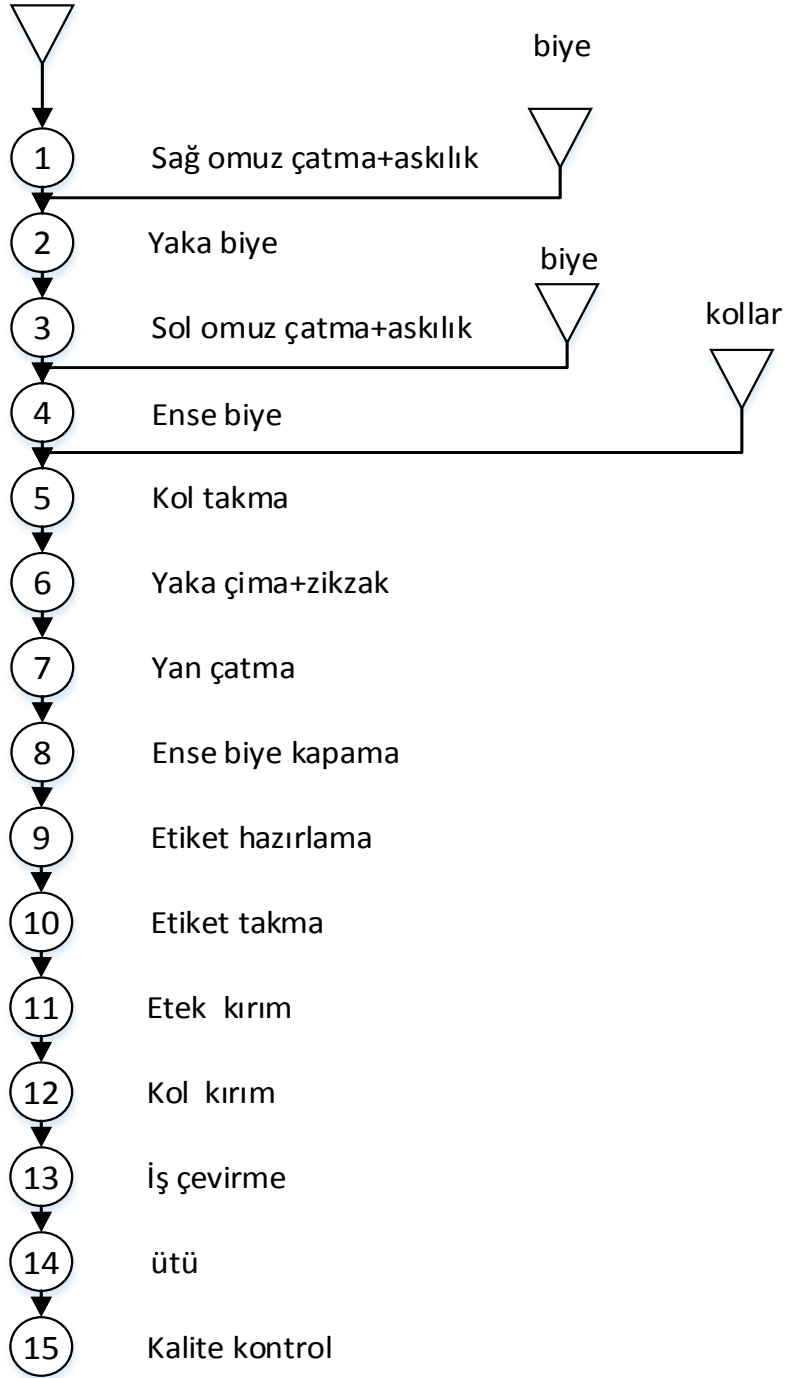 biye
1 Sağ omuz çatma+askılık
2 Yaka biye
biye
3 Sol omuz çatma+askılık
kollar
4 Ense biye
5 Kol takma
6 Yaka çima+zikzak
7 Yan çatma
8 Ense biye kapama
9 Etiket hazırlama
10 Etiket takma
11 Etek kırım
12 Kol kırım
13 İş çevirme
14 ütü
15 Kalite kontrol